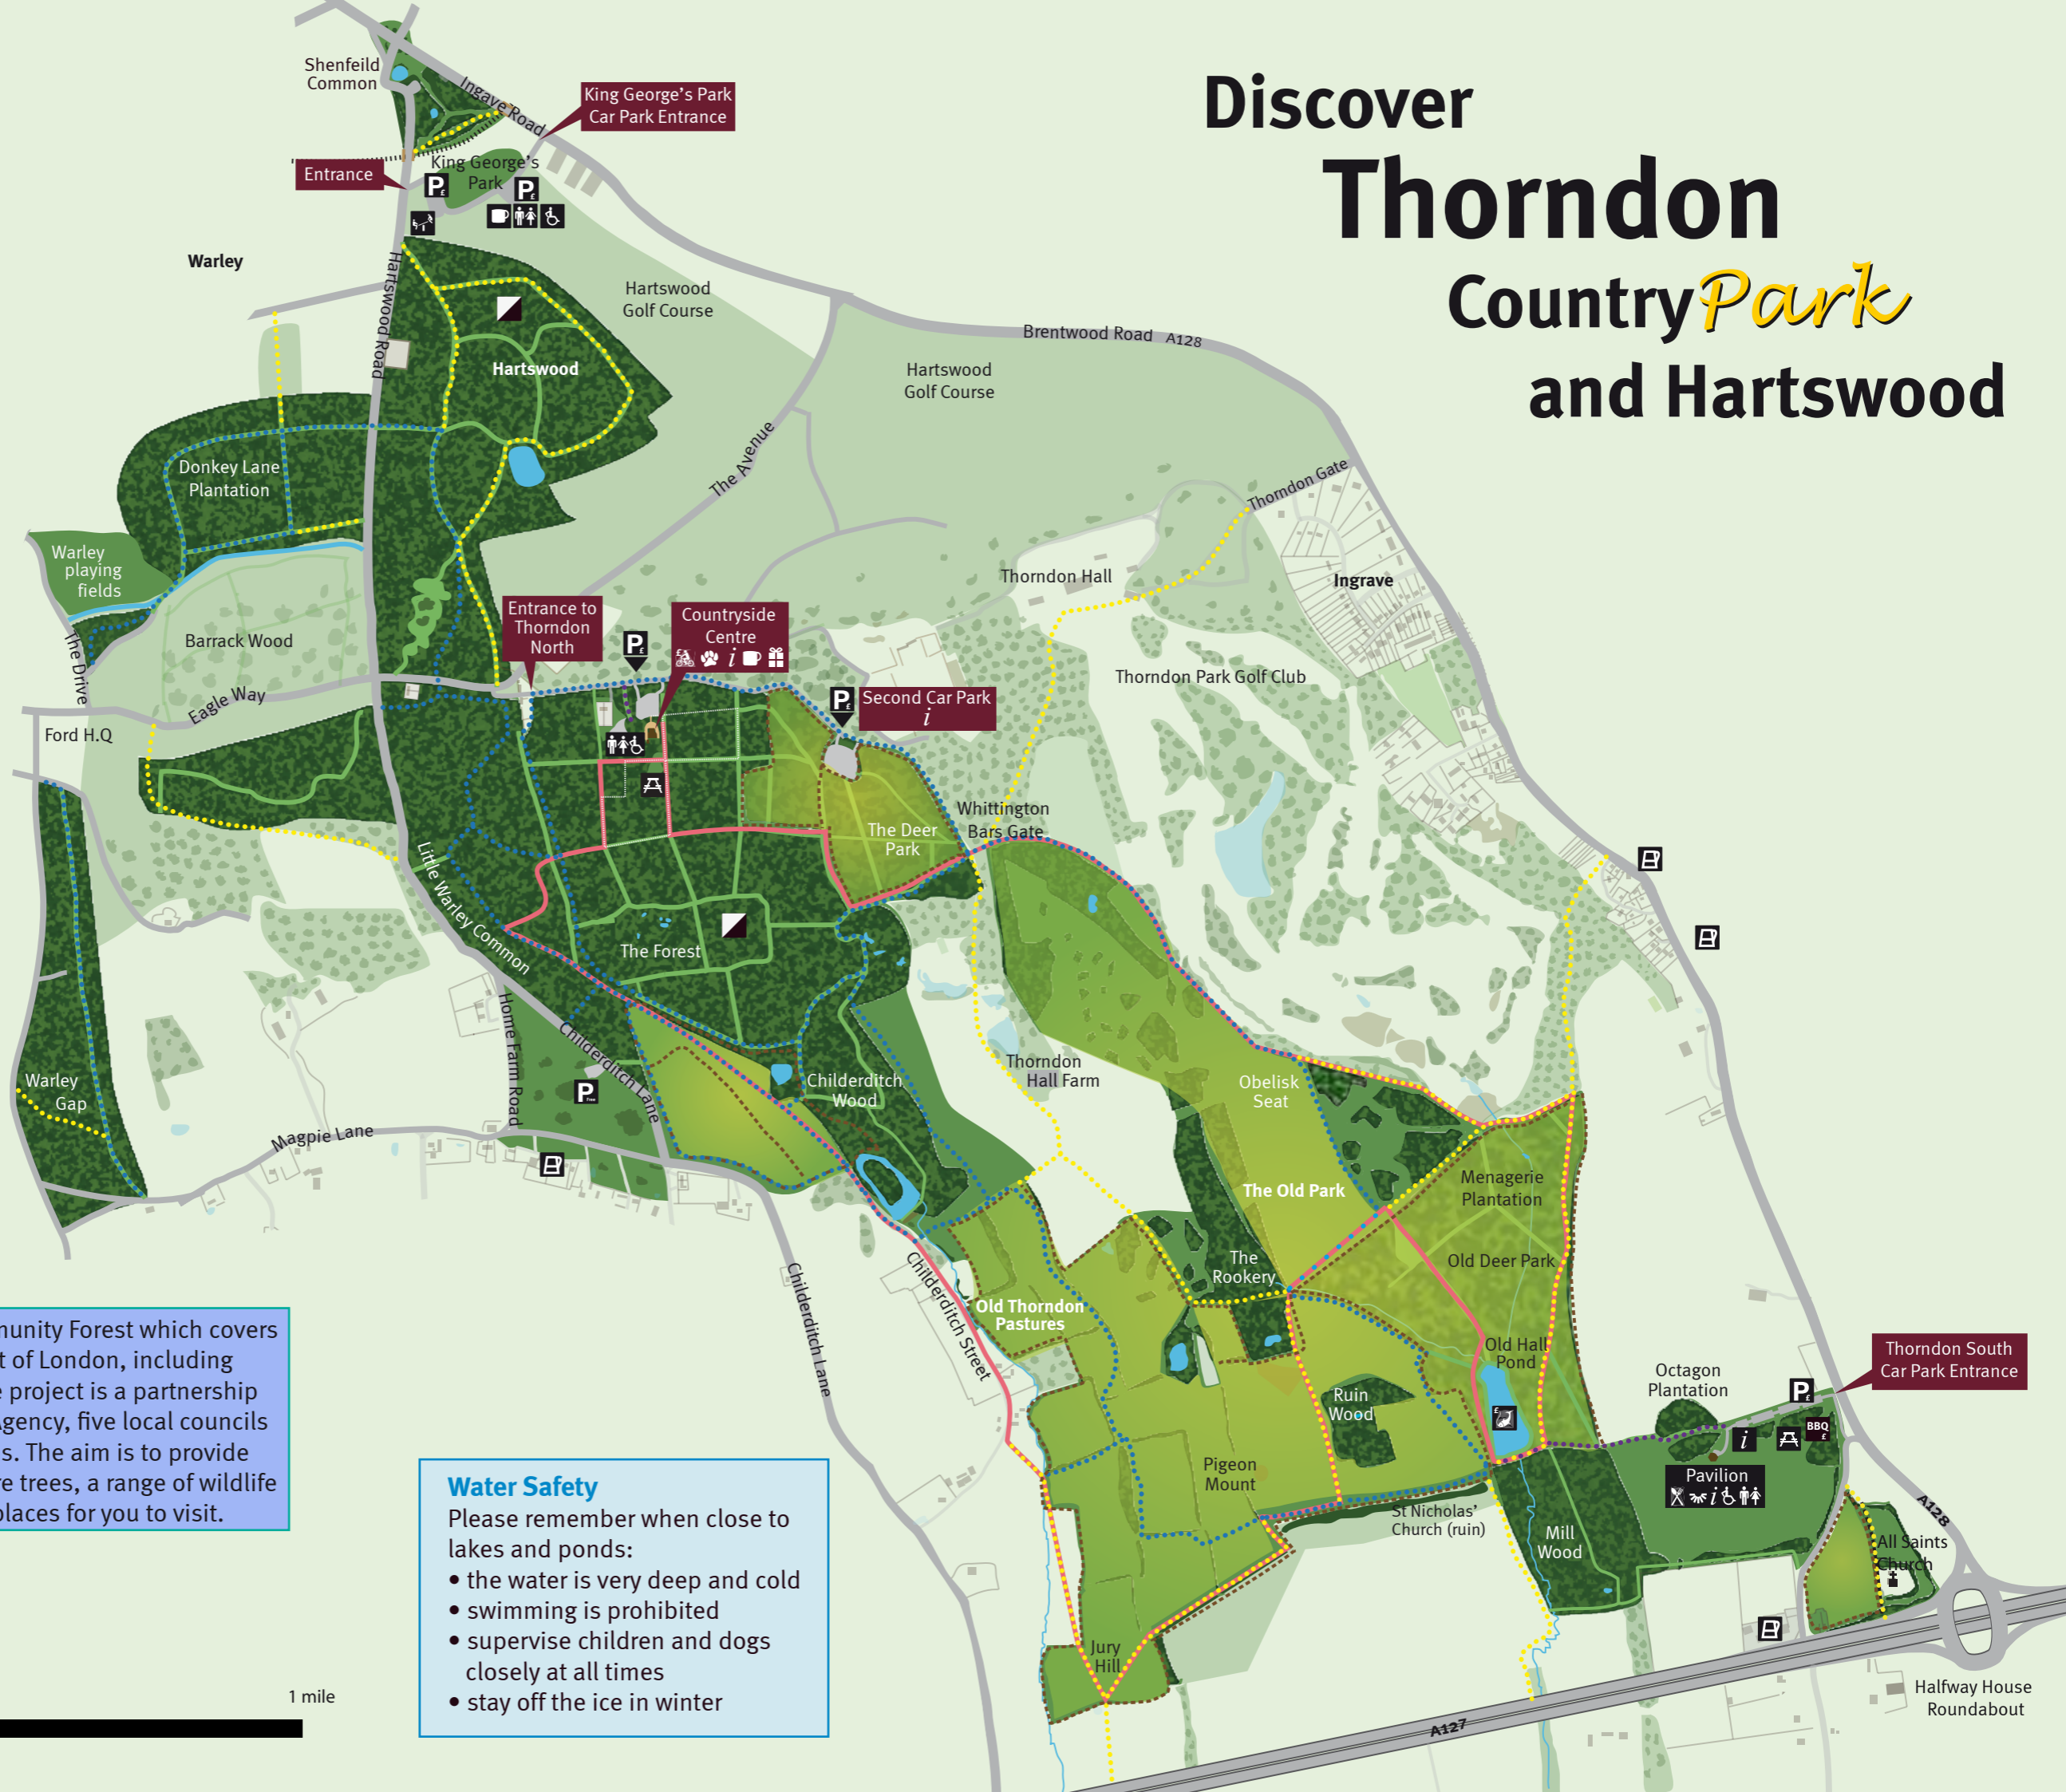 Discover
Thorndon
Country Park
and Hartswood
Shenfeild
Common
Ingave Road
King George's Park
Car Park Entrance
Entrance
King George's
Park
P£
P£
Warley
Hartswood Road
Hartswood
Golf Course
Hartswood
Brentwood Road A128
Hartswood
Golf Course
The Avenue
Donkey Lane
Plantation
Thorndon Gate
Warley
playing
fields
Thorndon Hall
Ingrave
Entrance to
Thorndon
North
Countryside
Centre
i
P£
The Drive
Barrack Wood
Eagle Way
Thorndon Park Golf Club
P£
Second Car Park
i
Ford H.Q
Whittington
Bars Gate
The Deer
Park
Little Warley Common
The Forest
Home Farm Road
Childerditch Lane
Thorndon
Hall Farm
Obelisk
Seat
Warley
Gap
P
Childerditch
Wood
Magpie Lane
Menagerie
Plantation
The Old Park
Old Deer Park
The
Rookery
Childerditch Lane
Childerditch Street
Old Thorndon
Pastures
Old Hall
Pond
Thorndon South
Car Park Entrance
Octagon
Plantation
P£
£
i
BBQ
£
Ruin
Wood
Pigeon
Mount
Pavilion
i
St Nicholas'
Church (ruin)
Mill
Wood
A128
All Saints
Church
Jury
Hill
Halfway House
Roundabout
A127
munity Forest which covers
t of London, including
e project is a partnership
Agency, five local councils
s. The aim is to provide
re trees, a range of wildlife
places for you to visit.
1 mile
Water Safety
Please remember when close to
lakes and ponds:
• the water is very deep and cold
• swimming is prohibited
• supervise children and dogs
closely at all times
• stay off the ice in winter